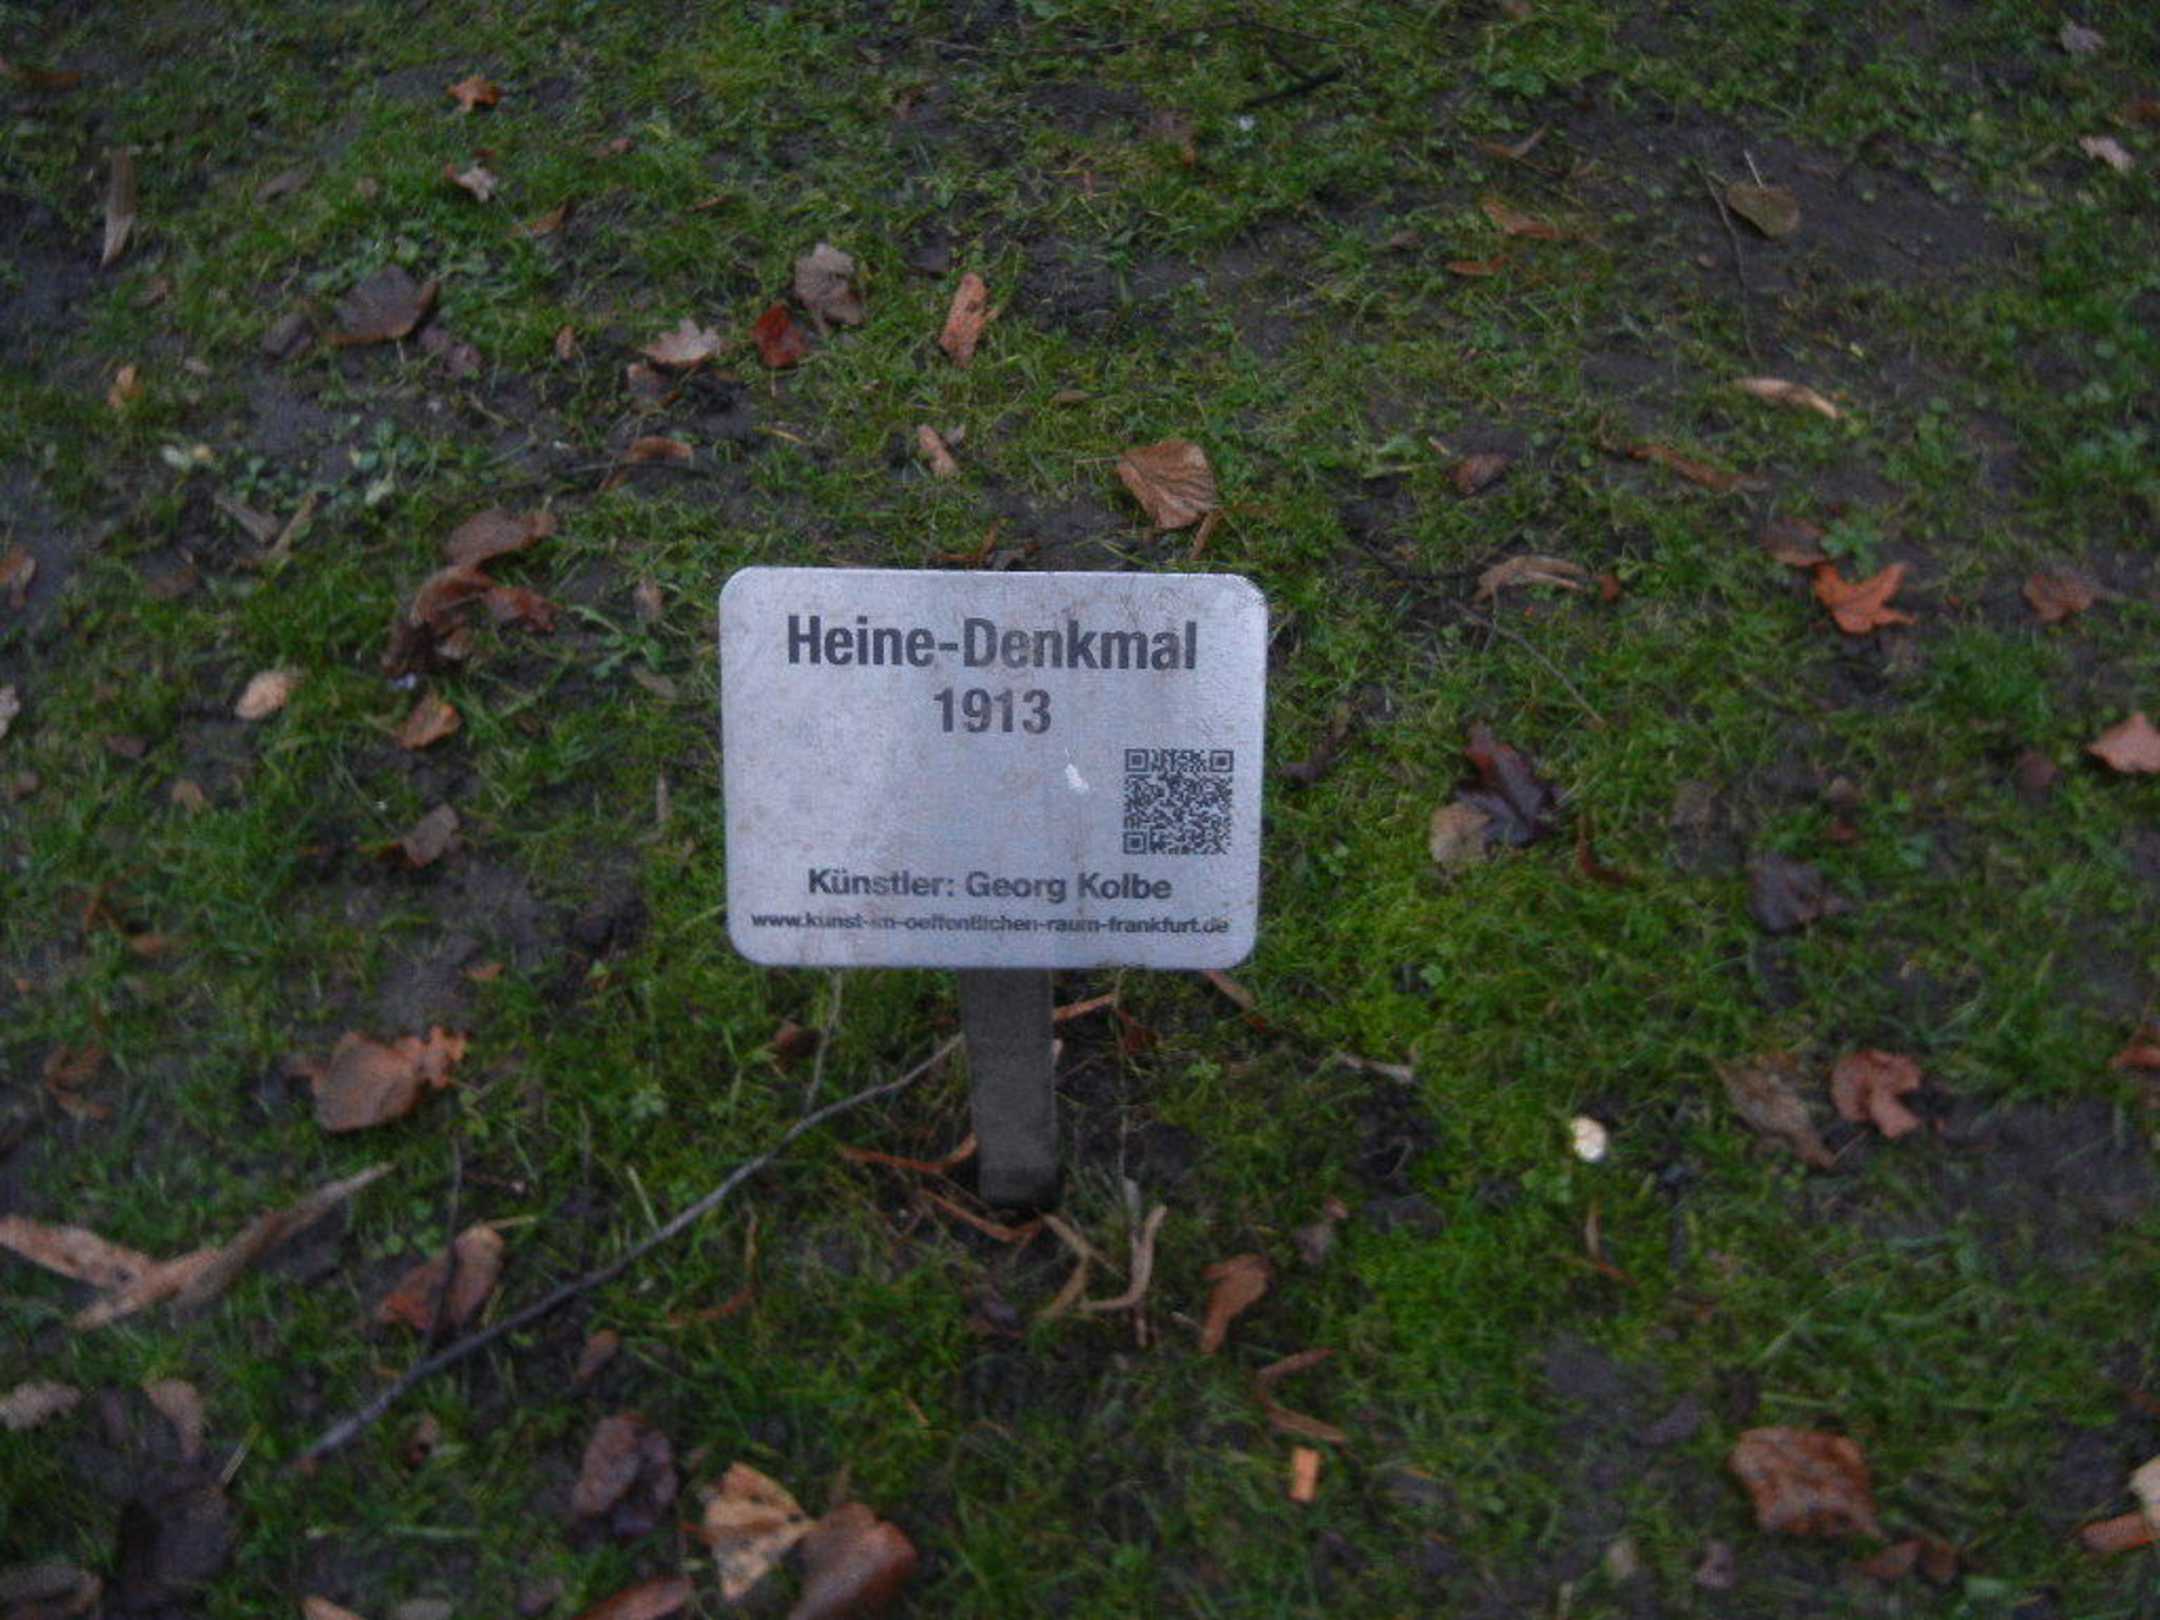 Heine-Denkmal
1913
Künstler: Georg Kolbe
www.kunst-im-oeffentlichen-raum-frankfurt.de